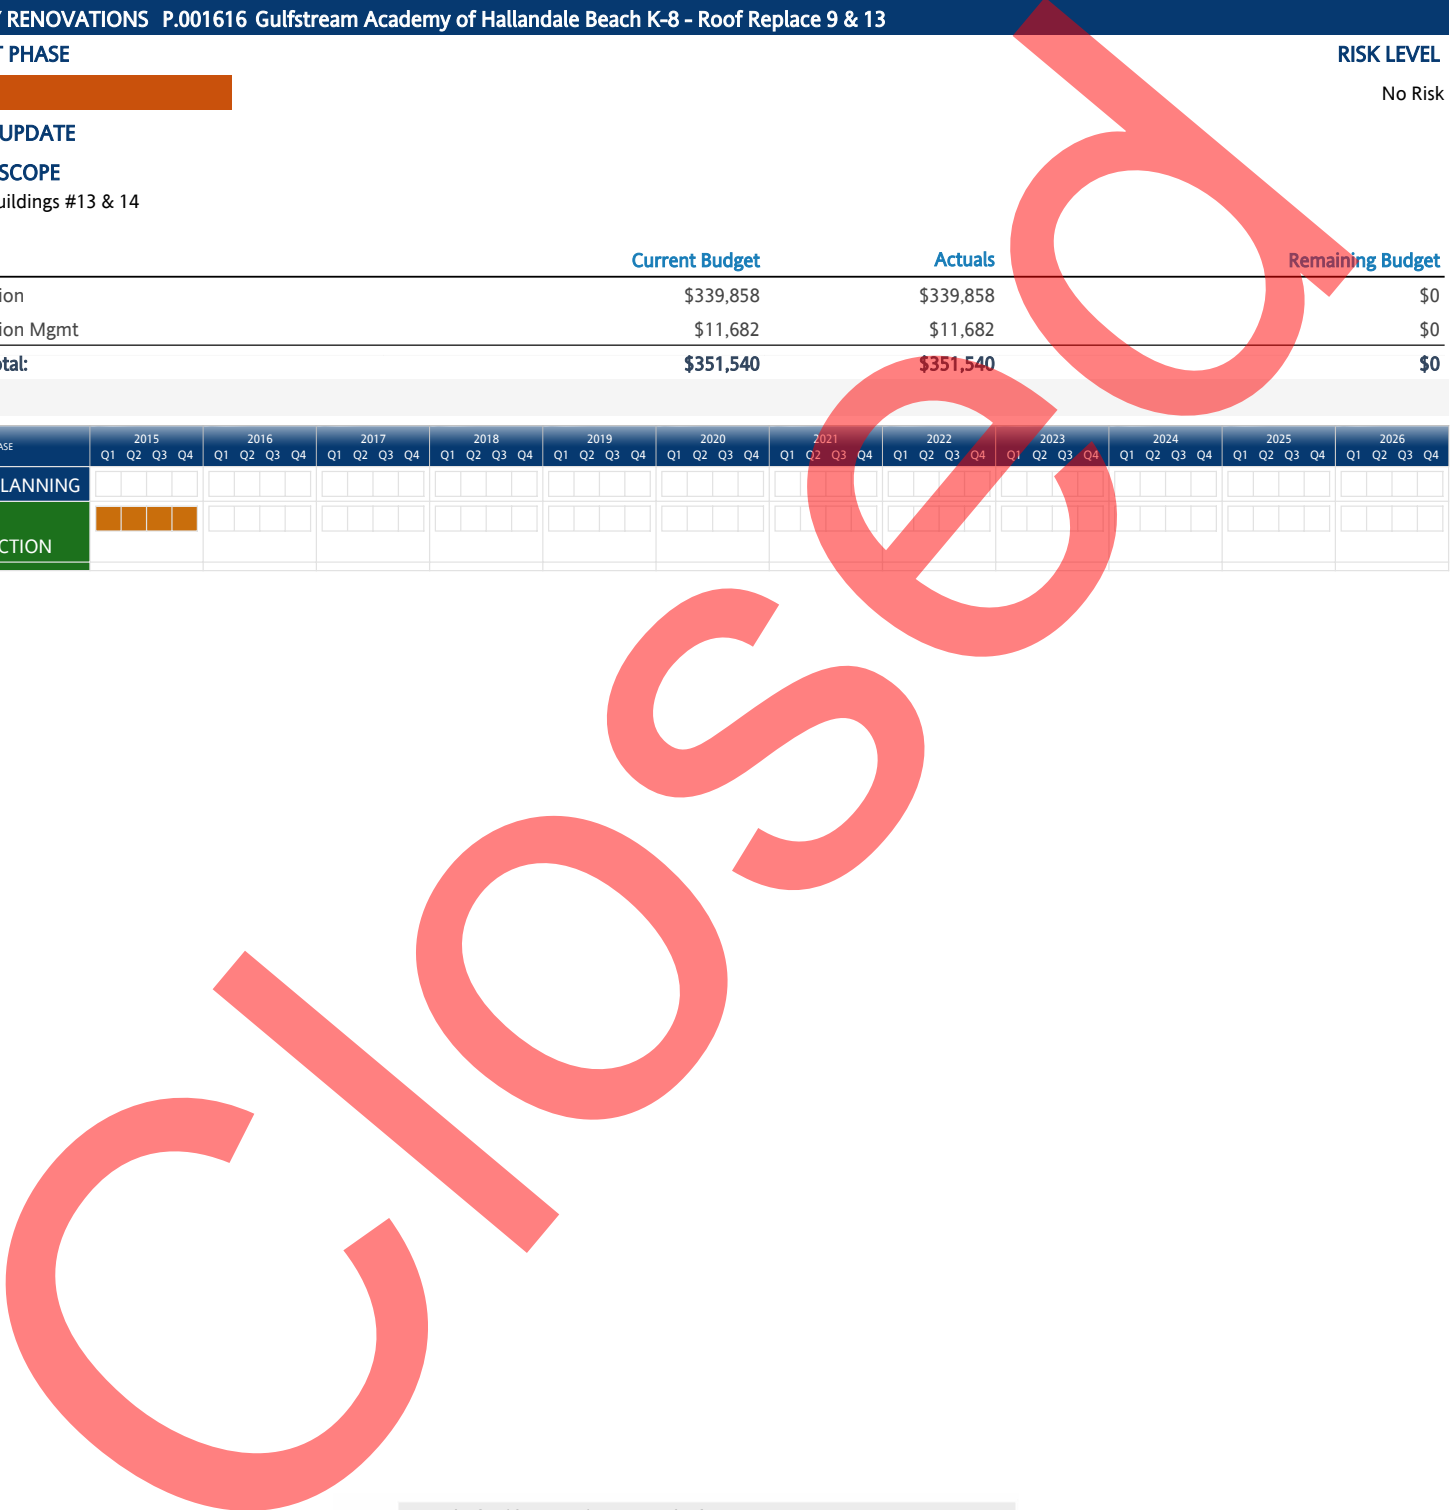 RENOVATIONS P.001616 Gulfstream Academy of Hallandale Beach K-8 - Roof Replace 9 & 13
PHASE RISK LEVEL
No Risk
UPDATE
SCOPE
uildings #13 & 14
Current Budget Actuals Remaining Budget
ion $339,858 $339,858 $0
ion Mgmt $11,682 $11,682 $0
otal: $351,540 $351,540 $0
2015 2016 2017 2018 2019 2020 2021 2022 2023 2024 2025 2026
ASE Q1 Q2 Q3 Q4 Q1 Q2 Q3 Q4 Q1 Q2 Q3 Q4 Q1 Q2 Q3 Q4 Q1 Q2 Q3 Q4 Q1 Q2 Q3 Q4 Q1 Q2 Q3 Q4 Q1 Q2 Q3 Q4 Q1 Q2 Q3 Q4 Q1 Q2 Q3 Q4 Q1 Q2 Q3 Q4 Q1 Q2 Q3 Q4
LANNING
CTION
Closed